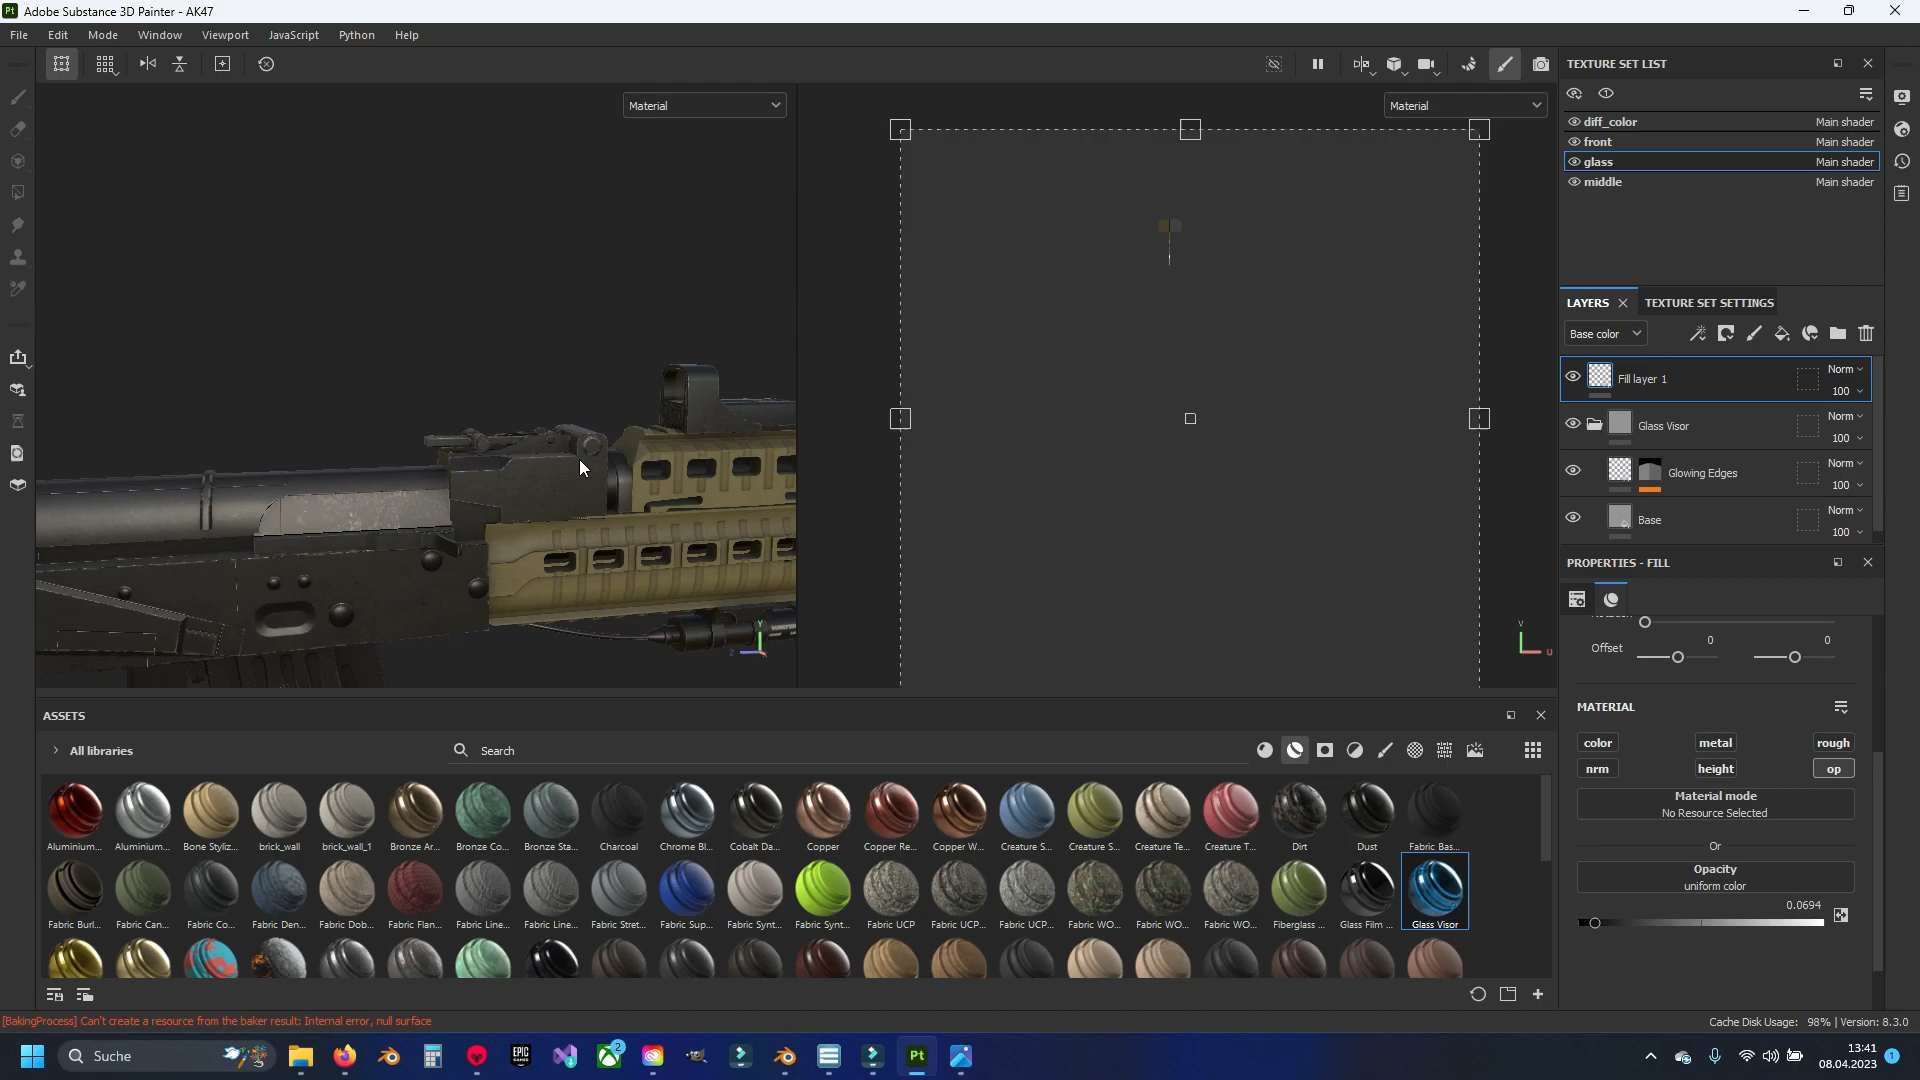 Pt Adobe Substance 3D Painter - AK47
File Edit Mode Window Viewport JavaScript Python Help
Material
Material
TEXTURE SET LIST
diff_color Main shader
front Main shader
glass Main shader
middle Main shader
LAYERS TEXTURE SET SETTINGS
Base color
Fill layer 1 Norm
100
Glass Visor Norm
100
Glowing Edges Norm
100
Base Norm
100
PROPERTIES - FILL
0 0
Offset
MATERIAL
color metal rough
nrm height op
Material mode
No Resource Selected
Or
Opacity
uniform color
0.0694
Y
Z
V
U
ASSETS
All libraries Search
Aluminium... Aluminium... Bone Styliz... brick_wall brick_wall_1 Bronze Ar... Bronze Co... Bronze Sta... Charcoal Chrome Bl... Cobalt Da... Copper Copper Re... Copper W... Creature S... Creature S... Creature Te... Creature T... Dirt Dust Fabric Bas...
Fabric Burl... Fabric Can... Fabric Co... Fabric Den... Fabric Dob... Fabric Flan... Fabric Line... Fabric Line... Fabric Stret... Fabric Sup... Fabric Synt... Fabric Synt... Fabric UCP Fabric UCP... Fabric UCP... Fabric WO... Fabric WO... Fabric WO... Fiberglass ... Glass Film ... Glass Visor
[BakingProcess] Can't create a resource from the baker result: Internal error, null surface
Cache Disk Usage: 98% | Version: 8.3.0
Suche
EPIC GAMES
2
Pt
13:41
08.04.2023
1